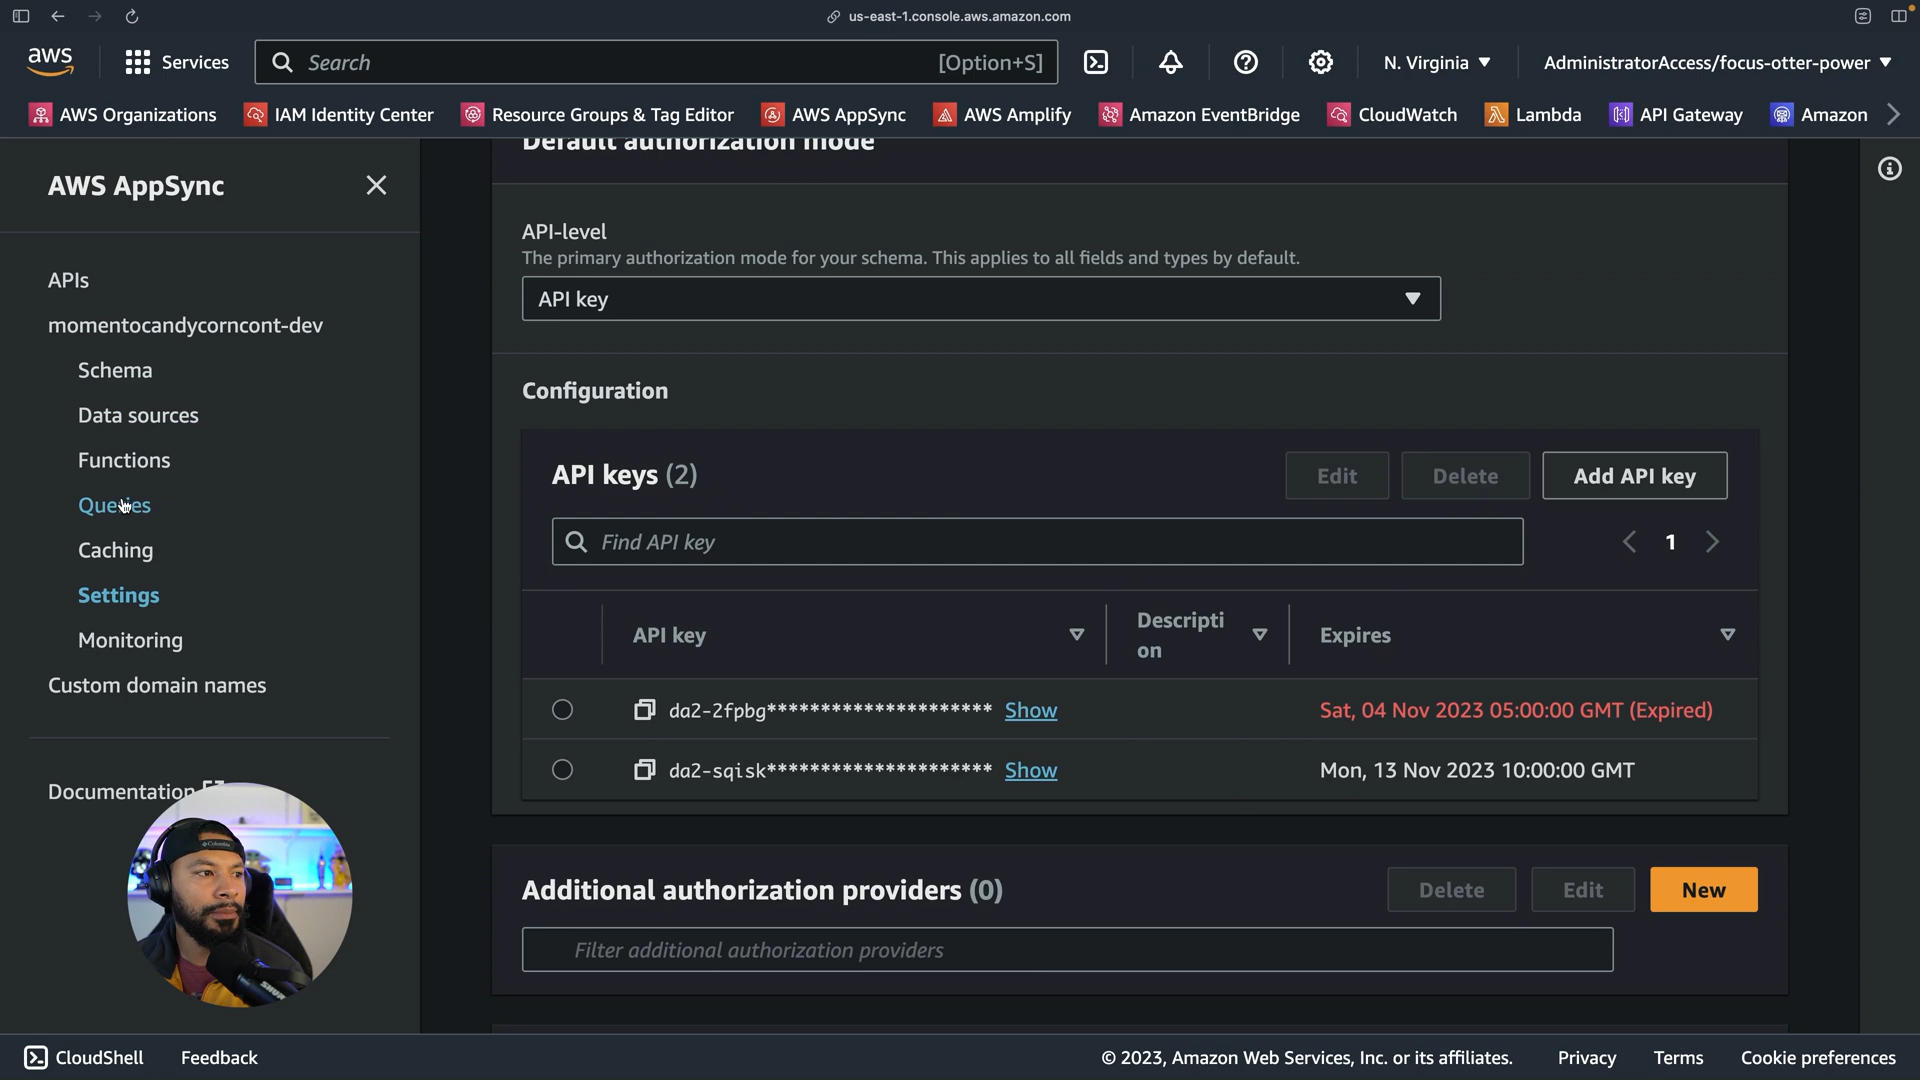 us-east-1.console.aws.amazon.com
aws
Services
Search
[Option+S]
N. Virginia
AdministratorAccess/focus-otter-power
AWS Organizations
IAM Identity Center
Resource Groups & Tag Editor
AWS AppSync
AWS Amplify
Amazon EventBridge
CloudWatch
Lambda
API Gateway
Amazon
AWS AppSync
APIs
momentocandycorncont-dev
Schema
Data sources
Functions
Queries
Caching
Settings
Monitoring
Custom domain names
Documentation
Default authorization mode
API-level
The primary authorization mode for your schema. This applies to all fields and types by default.
API key
Configuration
API keys (2)
Edit
Delete
Add API key
Find API key
1
API key
Descripti
on
Expires
da2-2fpbg********************* Show
Sat, 04 Nov 2023 05:00:00 GMT (Expired)
da2-sqisk********************* Show
Mon, 13 Nov 2023 10:00:00 GMT
Additional authorization providers (0)
Delete
Edit
New
Filter additional authorization providers
Columbia
SHURE
CloudShell
Feedback
© 2023, Amazon Web Services, Inc. or its affiliates.
Privacy
Terms
Cookie preferences